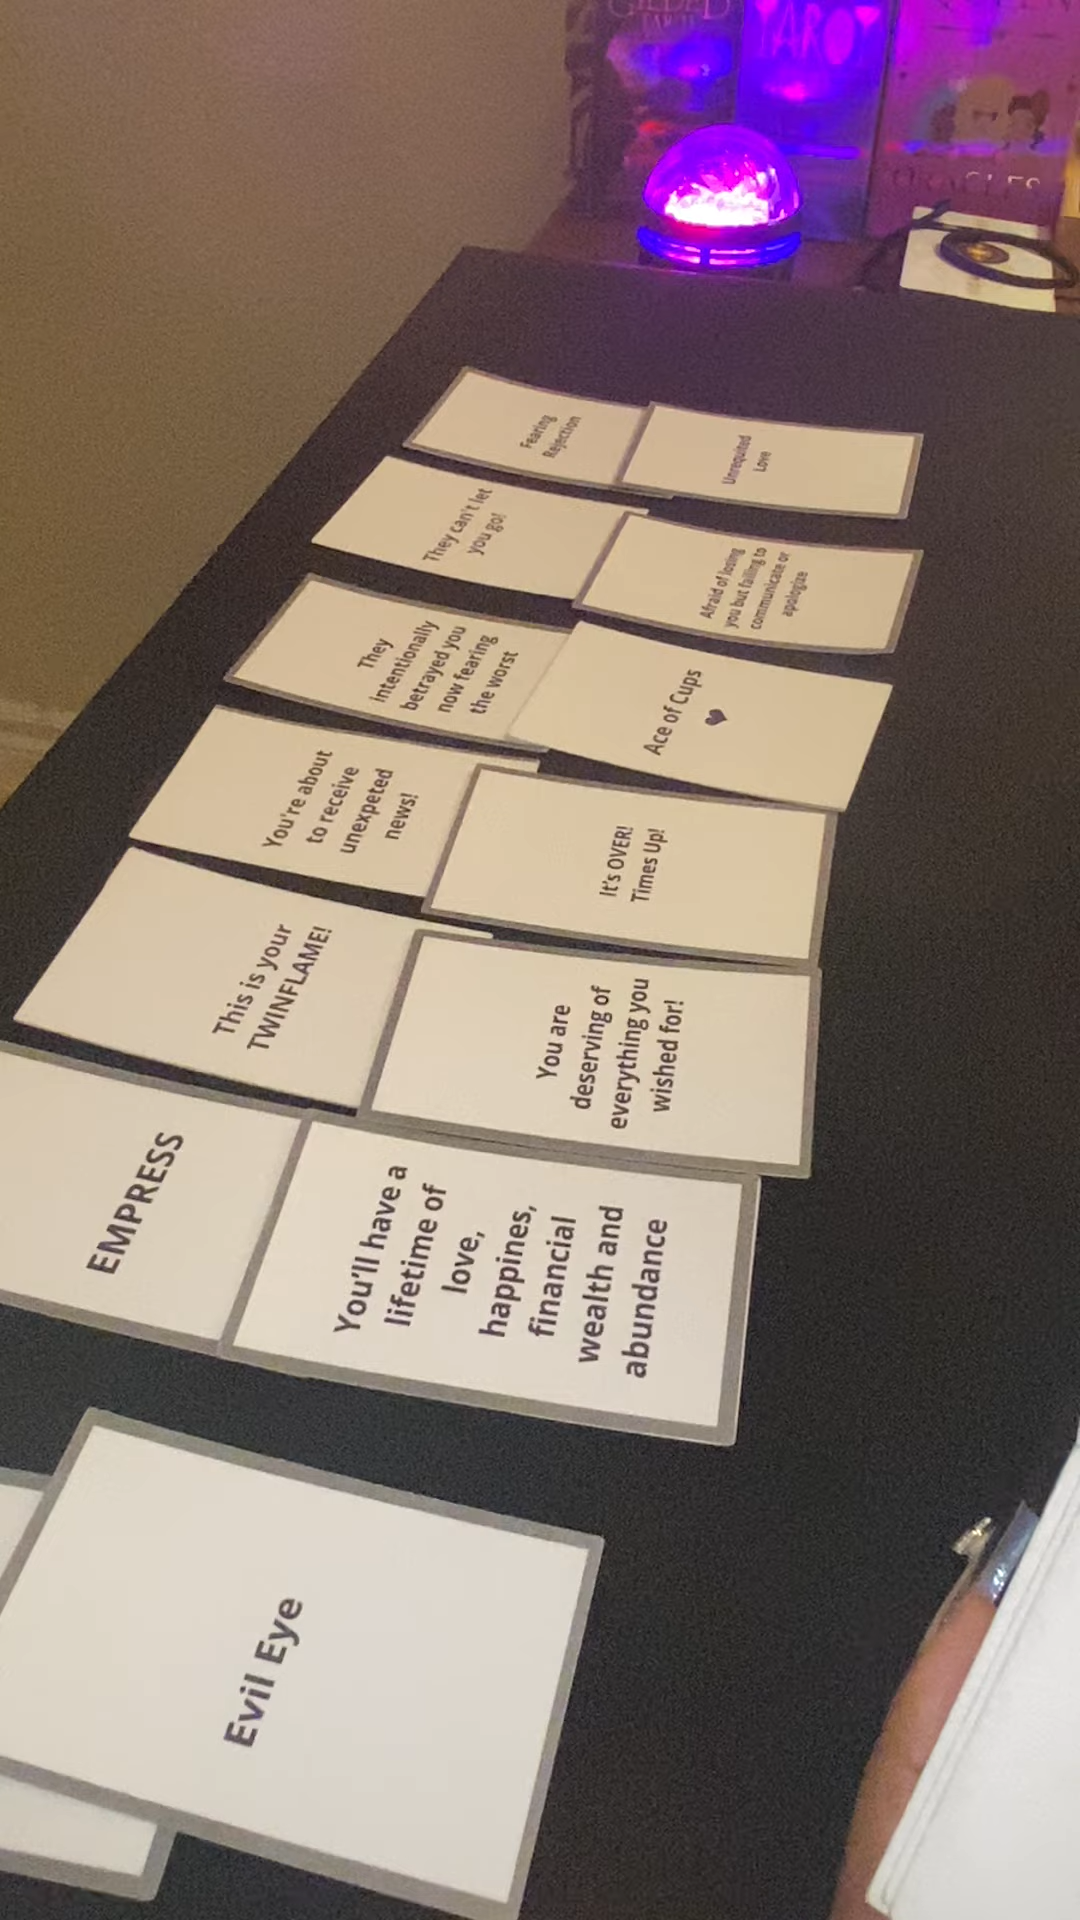 GILDED
TAROT
TAROT
ORACLES
Fearing
Rejection
Unrequited
Love
They can't let
you go!
Afraid of losing
you but failing to
communicate or
apologize
They
intentionally
betrayed you
now fearing
the worst
Ace of Cups
You're about
to receive
unexpeted
news!
It's OVER!
Times Up!
This is your
TWINFLAME!
You are
deserving of
everything you
wished for!
EMPRESS
You'll have a
lifetime of
love,
happines,
financial
wealth and
abundance
Evil Eye